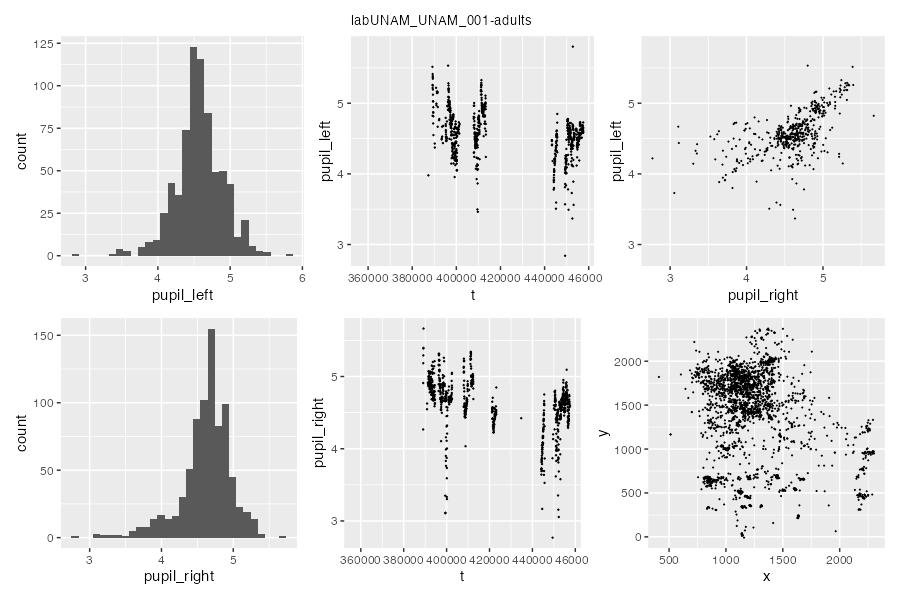 labUNAM_UNAM_001-adults
125
100
75
50
25
0
count
3 4 5 6
pupil_left
5
4
3
pupil_left
360000 380000 400000 420000 440000 460000
t
5
4
3
pupil_left
3 4 5
pupil_right
150
100
50
0
count
3 4 5
pupil_right
5
4
3
pupil_right
360000 380000 400000 420000 440000 46000
t
2000
1500
1000
500
0
y
500 1000 1500 2000
x